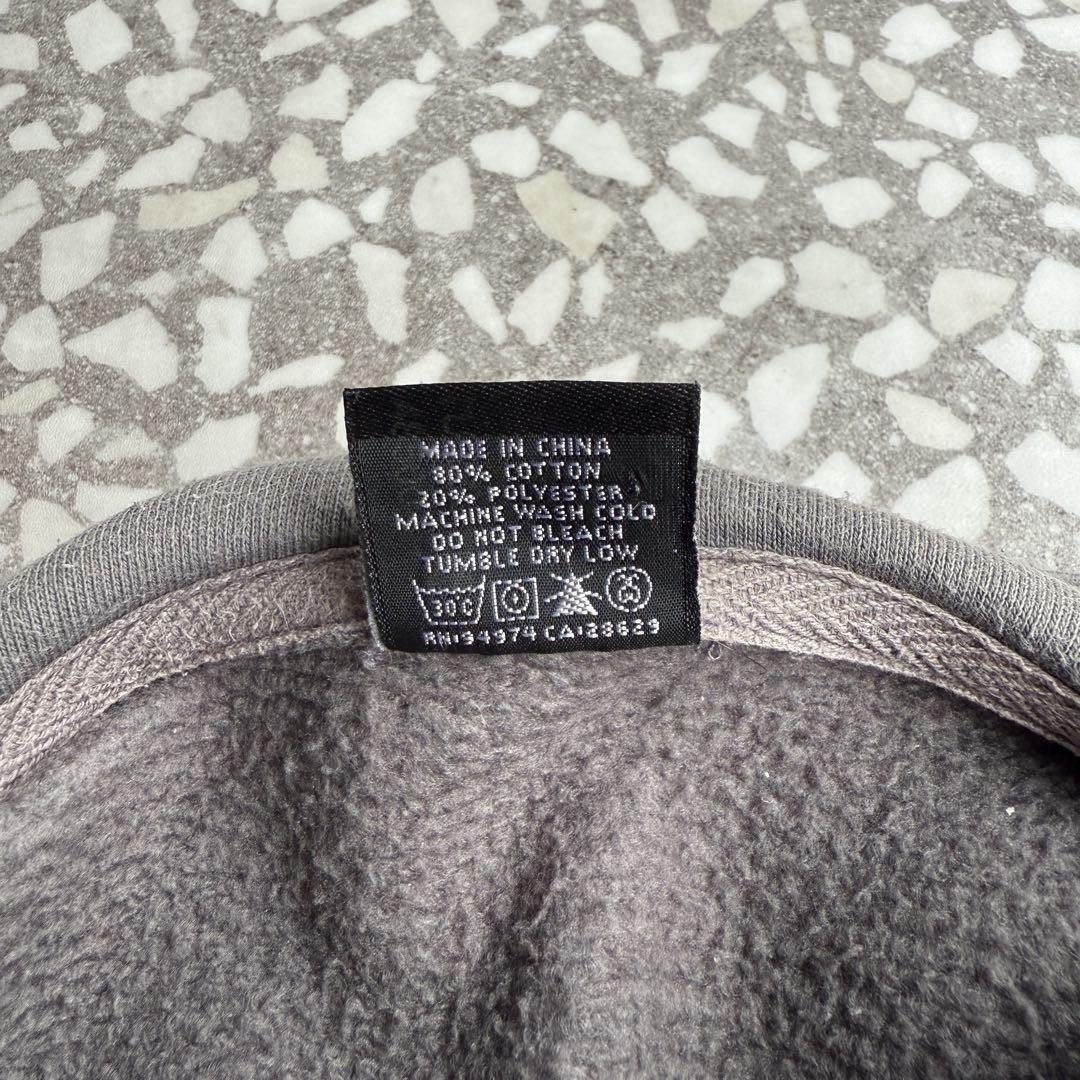 MADE IN CHINA
80% COTTON
20% POLYESTER
MACHINE WASH COLD
DO NOT BLEACH
TUMBLE DRY LOW
30°C
RN:94974 CA:28629